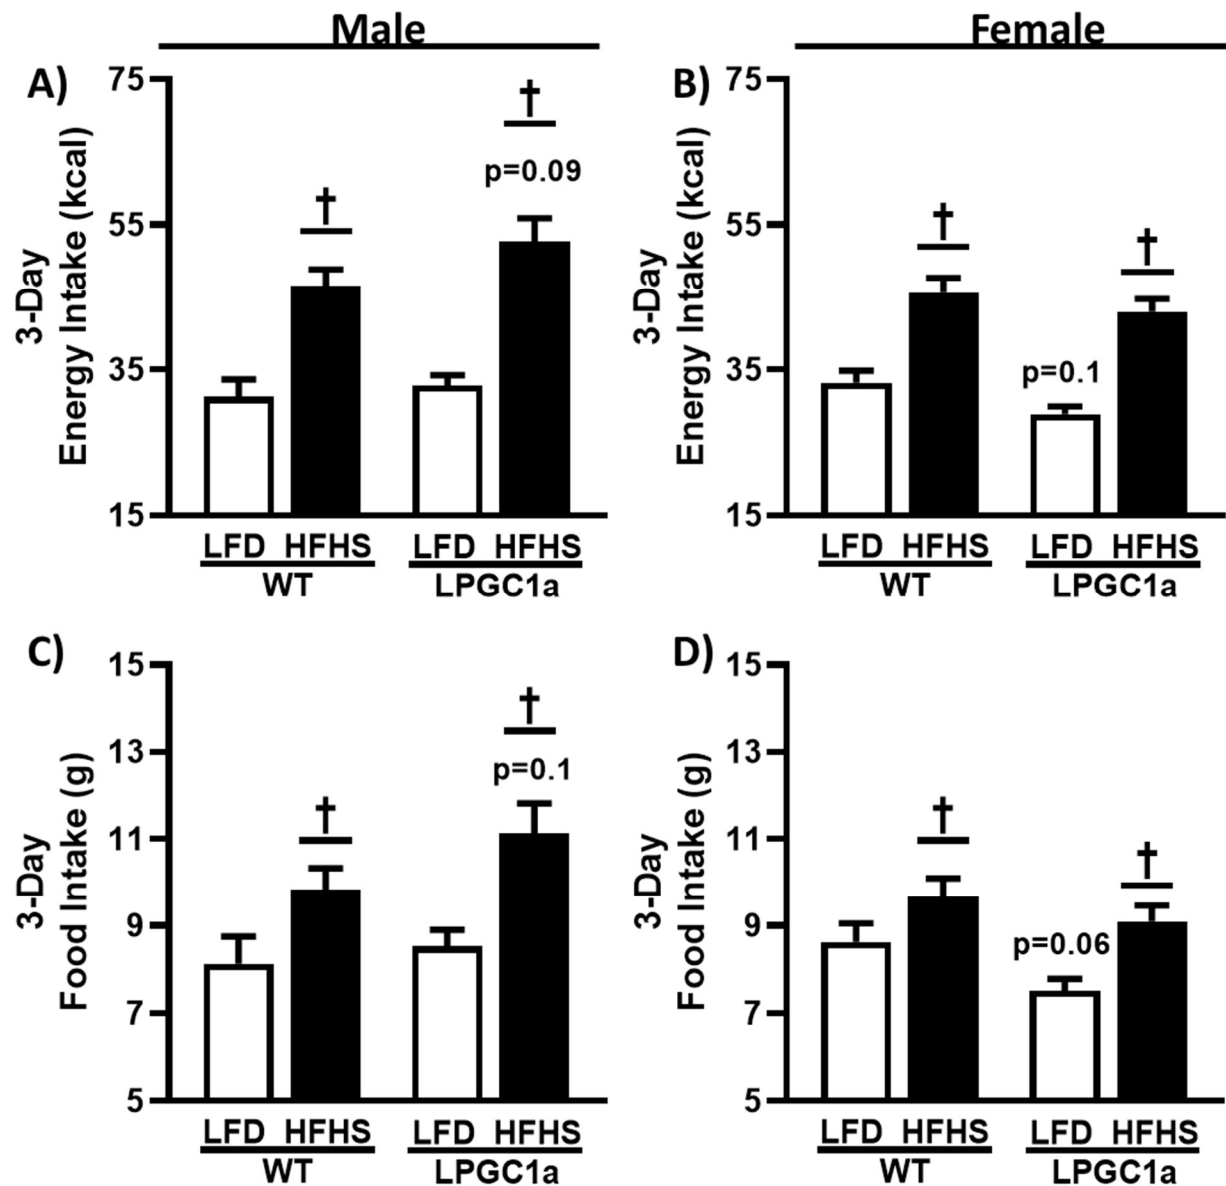 Male
Female
A)
3-Day
Energy Intake (kcal)
75
55
35
15
†
†
p=0.09
LFD HFHS LFD HFHS
WT LPGC1a
B)
3-Day
Energy Intake (kcal)
75
55
35
15
†
†
p=0.1
LFD HFHS LFD HFHS
WT LPGC1a
C)
3-Day
Food Intake (g)
15
13
11
9
7
5
†
†
p=0.1
LFD HFHS LFD HFHS
WT LPGC1a
D)
3-Day
Food Intake (g)
15
13
11
9
7
5
†
†
p=0.06
LFD HFHS LFD HFHS
WT LPGC1a